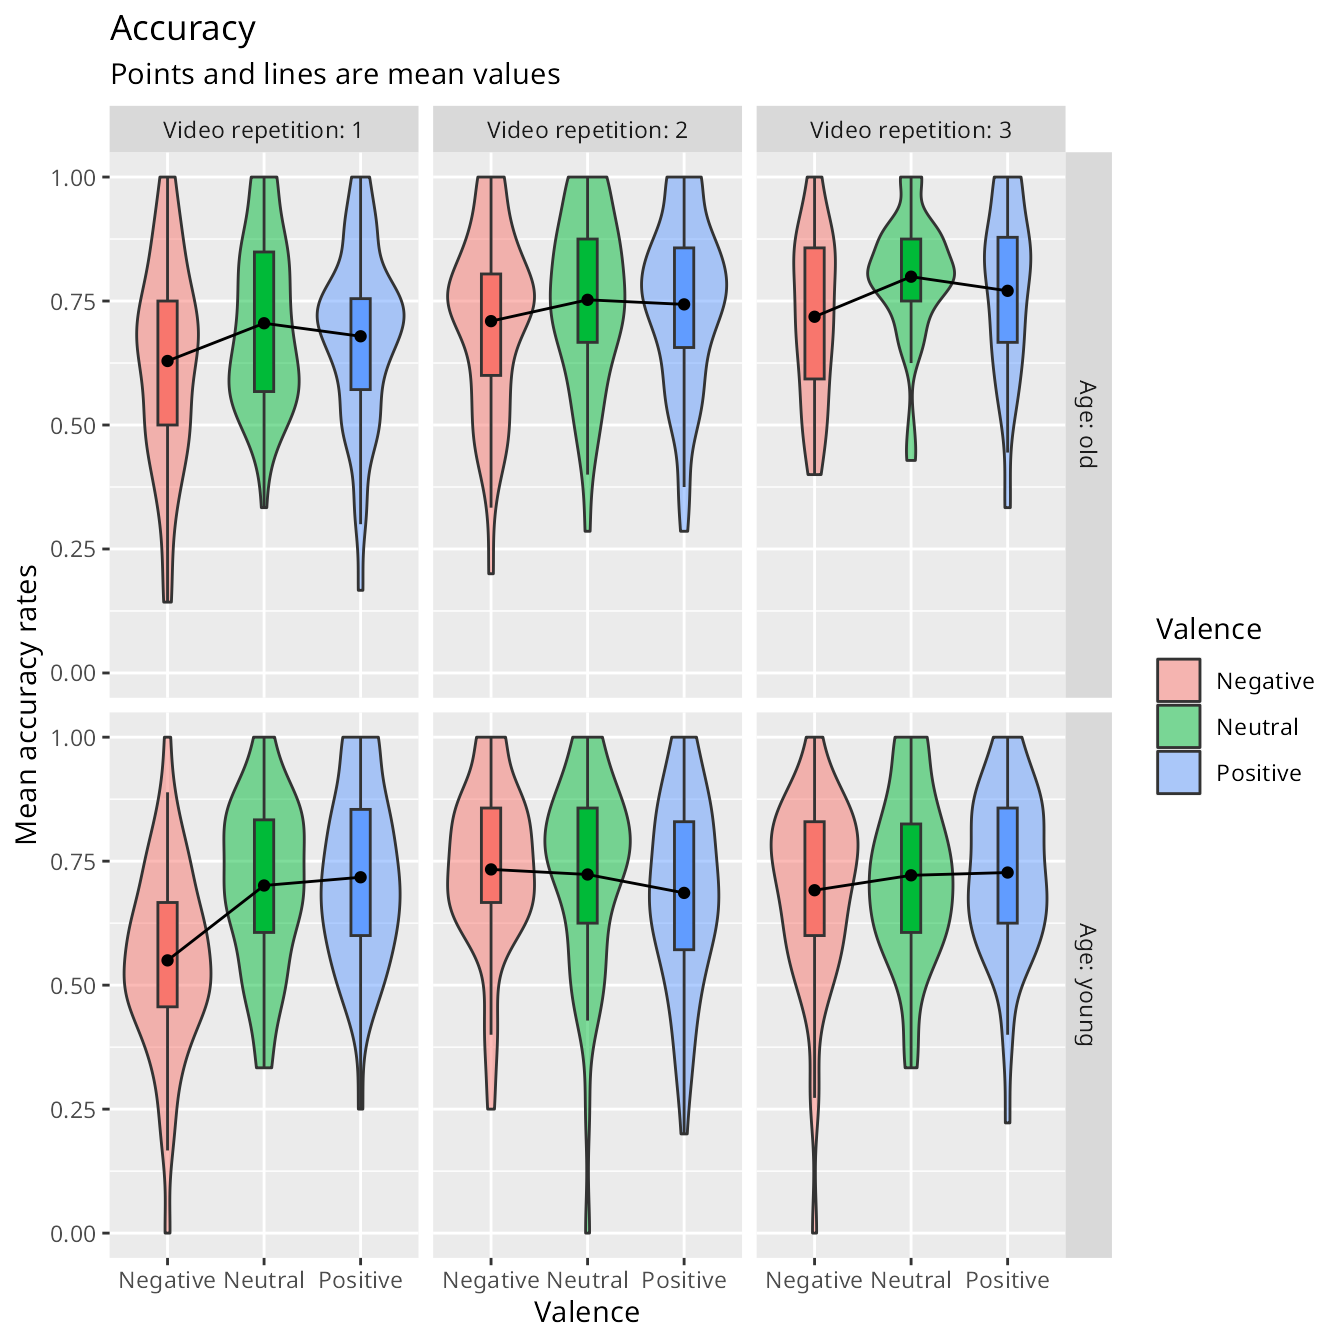 Accuracy
Points and lines are mean values
Video repetition: 1
Video repetition: 2
Video repetition: 3
1.00
0.75
0.50
0.25
0.00
Age: old
1.00
0.75
0.50
0.25
0.00
Age: young
Mean accuracy rates
Negative Neutral Positive
Negative Neutral Positive
Negative Neutral Positive
Valence
Valence
Negative
Neutral
Positive